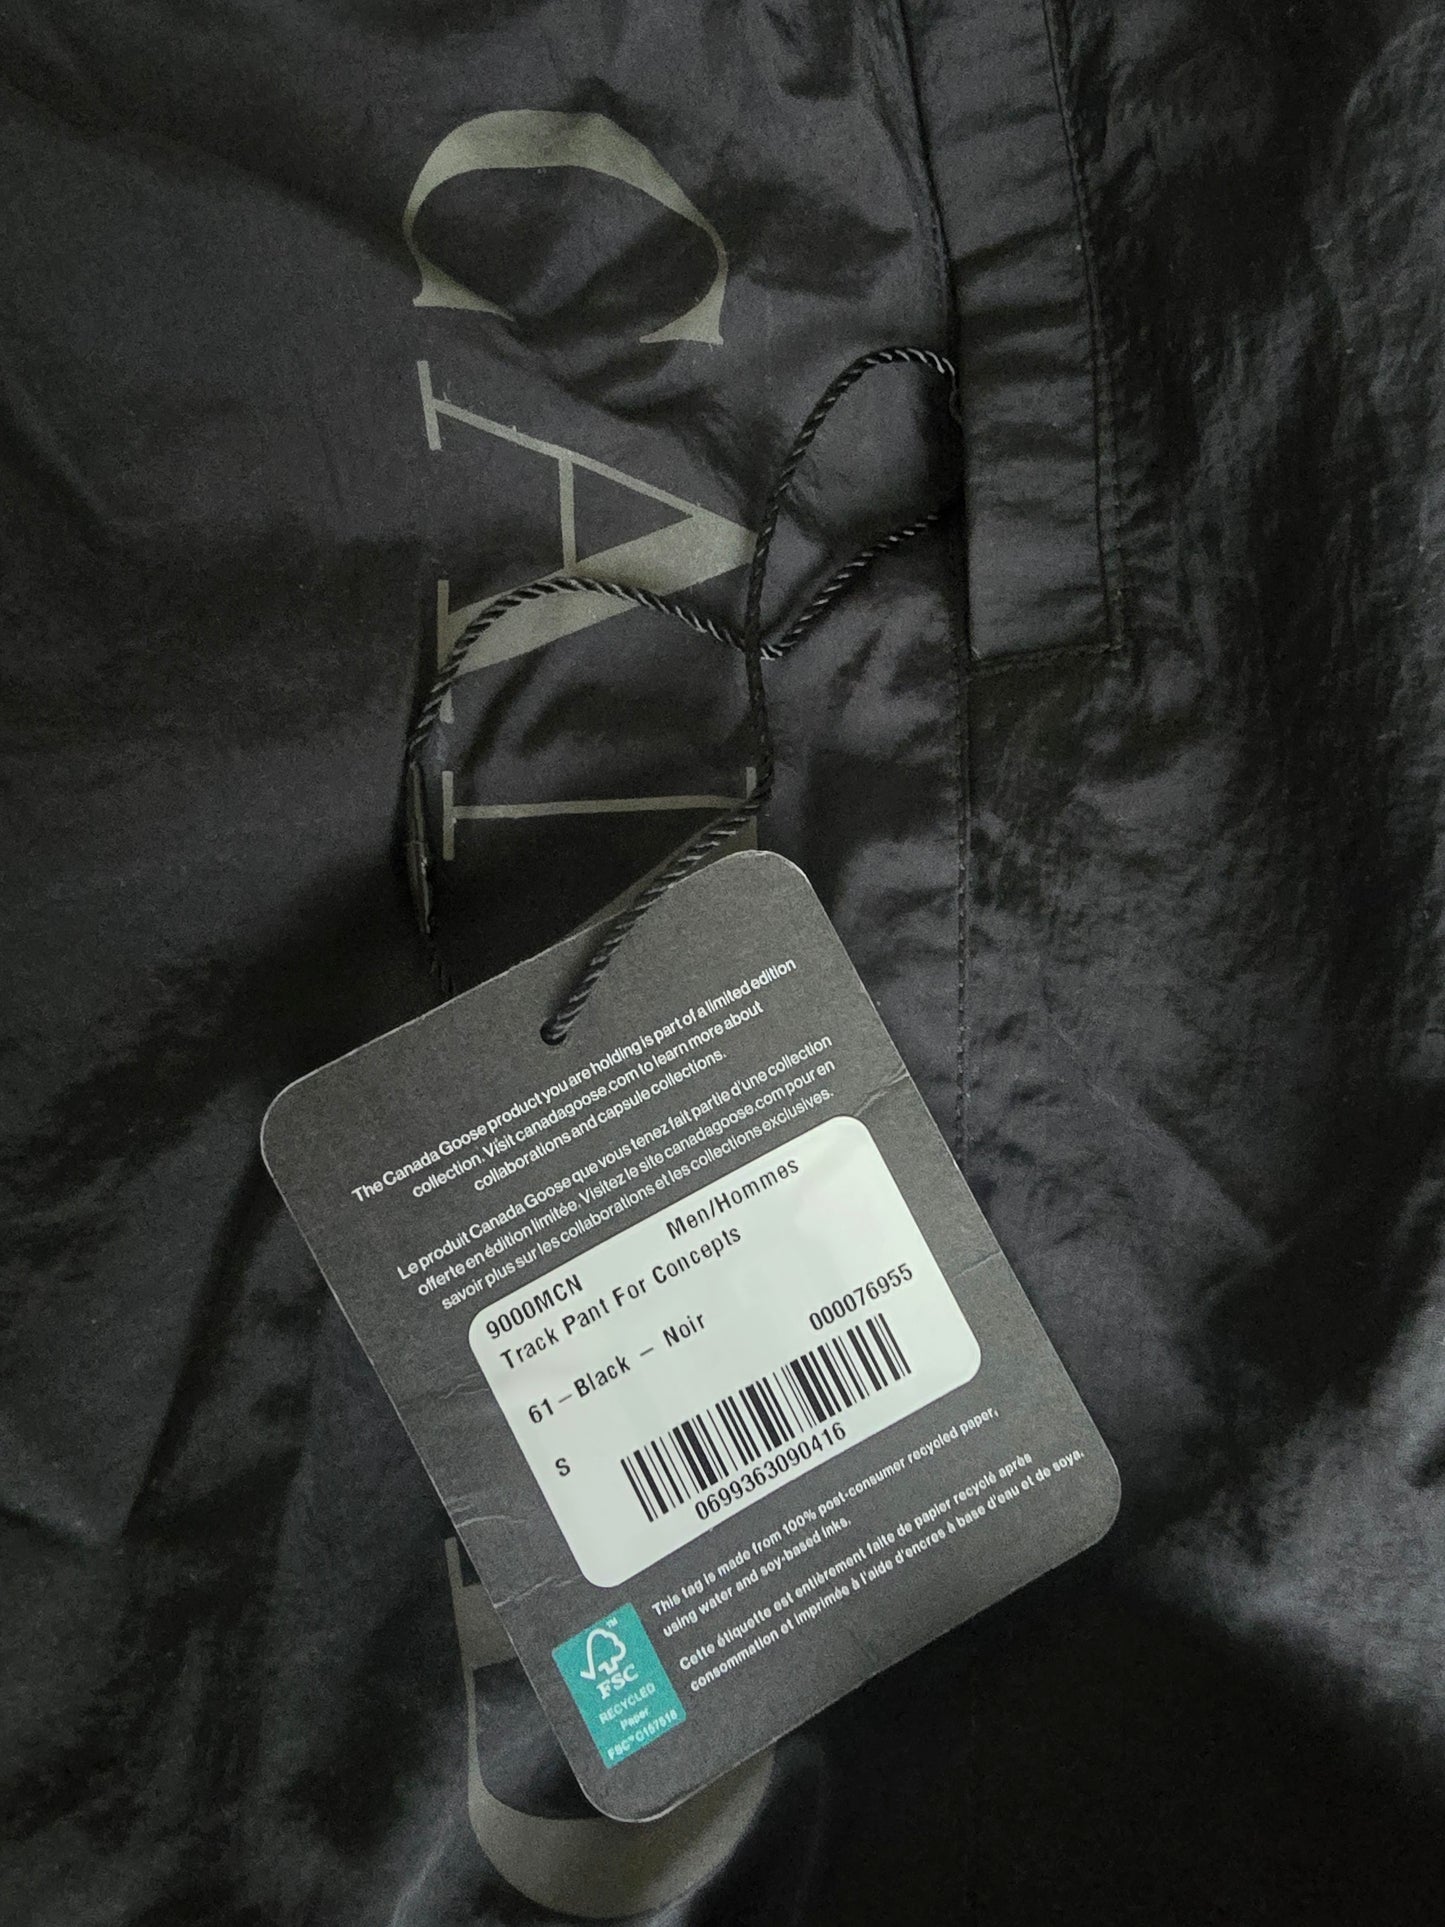 CAN
The Canada Goose product you are holding is part of a limited edition
collection. Visit canadagoose.com to learn more about
collaborations and capsule collections.
Le produit Canada Goose que vous tenez fait partie d'une collection
offerte en édition limitée. Visitez le site canadagoose.com pour en
savoir plus sur les collaborations et les collections exclusives.
9000MCN Men/Hommes
Track Pant For Concepts
61-Black - Noir 000076955
S
0699363090416
This tag is made from 100% post-consumer recycled paper,
using water and soy-based inks.
Cette étiquette est entièrement faite de papier recyclé après
consommation et imprimée à l'aide d'encres à base d'eau et de soya.
FSC™
RECYCLED
Paper
FSC® C157518